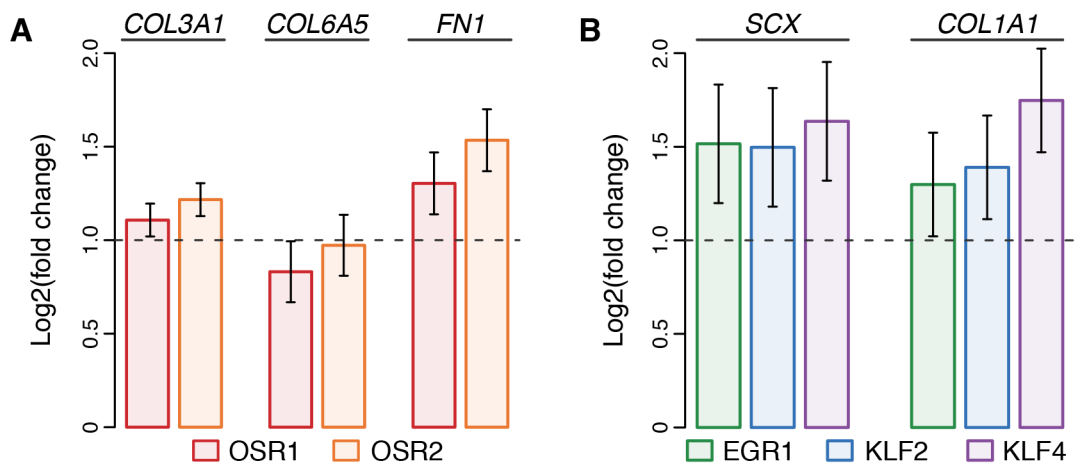 A
COL3A1 COL6A5 FN1
Log2(fold change)
2.0
1.5
1.0
0.5
0
OSR1 OSR2
B
SCX COL1A1
Log2(fold change)
2.0
1.5
1.0
0.5
0
EGR1 KLF2 KLF4